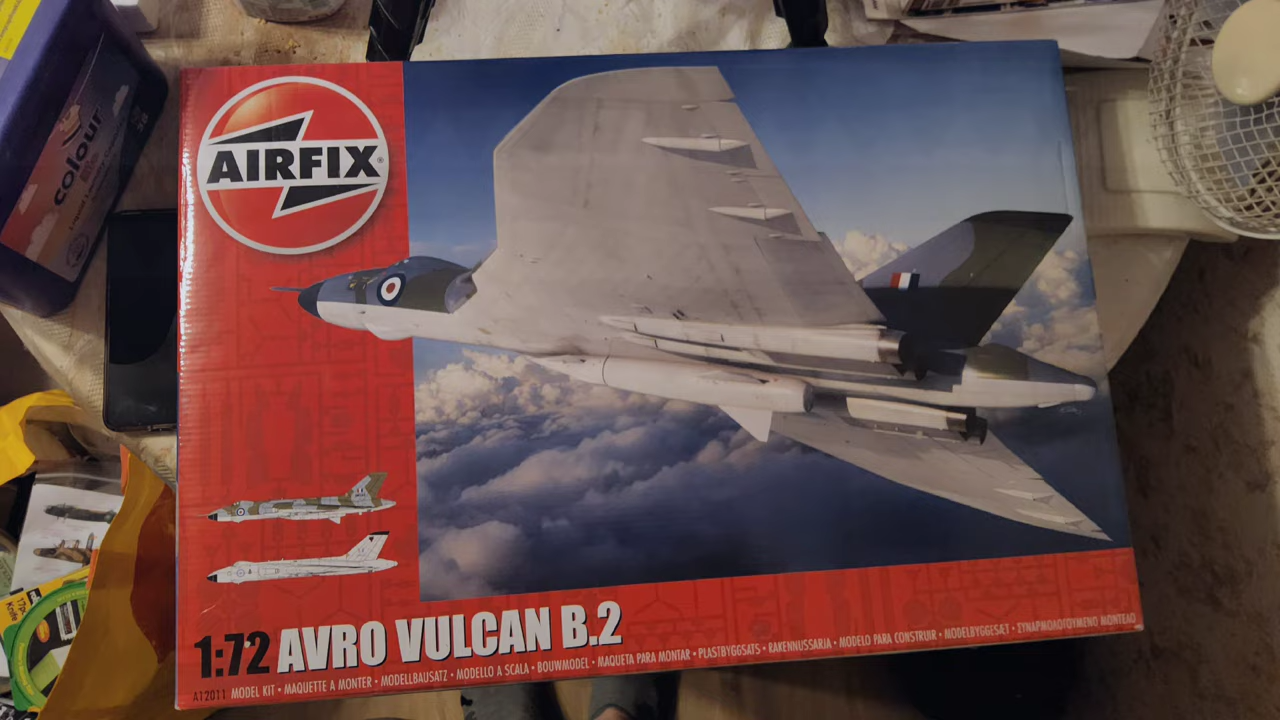 AIRFIX
colour
1:72 AVRO VULCAN B.2
A12011 MODEL KIT • MAQUETTE A MONTER • MODELLBAUSATZ • MODELLO A SCALA • BOUWMODEL • MAQUETA PARA MONTAR • PLASTBYGGSATS • RAKENNUSSARJA • MODELO PARA CONSTRUIR • MODELBYGGESÆT • ΣΥΝΑΡΜΟΛΟΓΟΥΜΕΝΟ ΜΟΝΤΕΛΟ